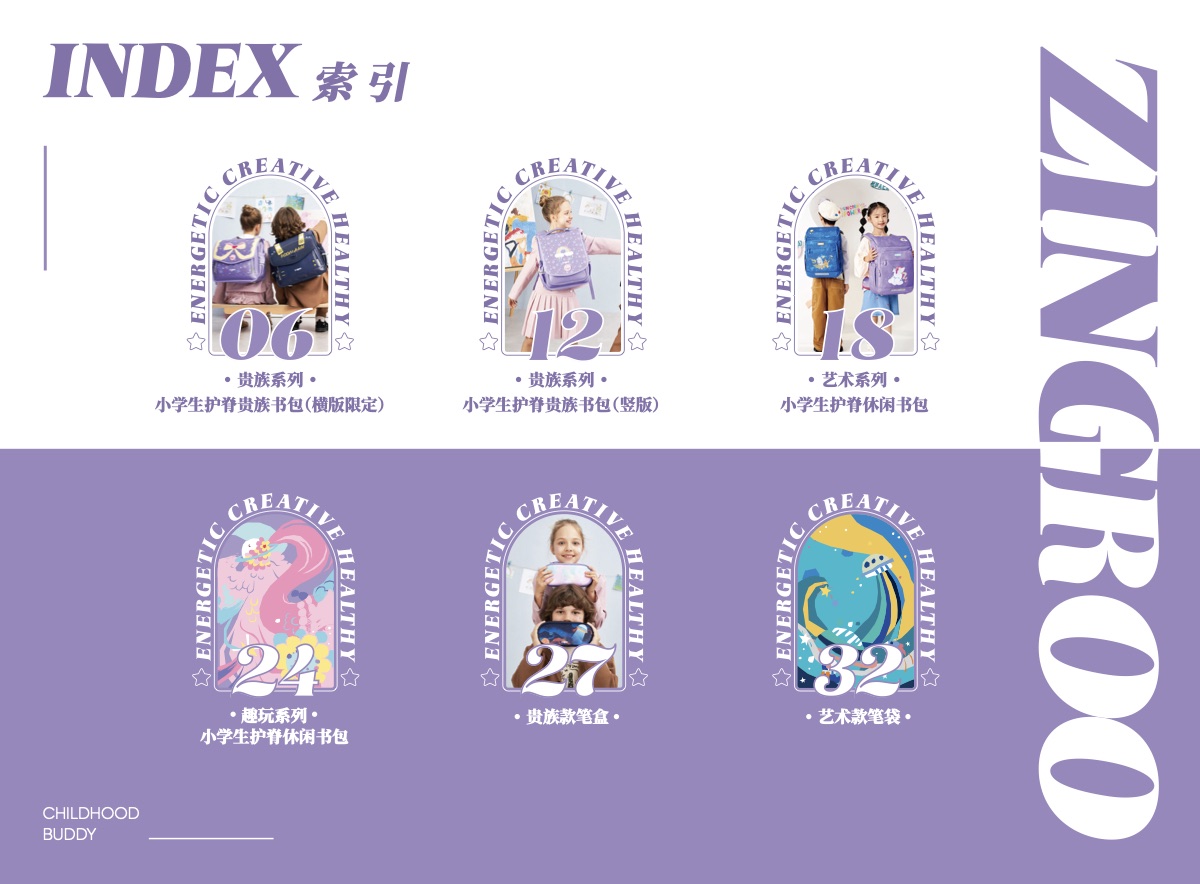 INDEX 索引
ENERGETIC CREATIVE HEALTHY
06
• 贵族系列 •
小学生护脊贵族书包(横版限定)
ENERGETIC CREATIVE HEALTHY
12
• 贵族系列 •
小学生护脊贵族书包(竖版)
ENERGETIC CREATIVE HEALTHY
18
• 艺术系列 •
小学生护脊休闲书包
ENERGETIC CREATIVE HEALTHY
24
• 趣玩系列 •
小学生护脊休闲书包
ENERGETIC CREATIVE HEALTHY
27
• 贵族款笔盒 •
ENERGETIC CREATIVE HEALTHY
32
• 艺术款笔袋 •
ZINGROO
CHILDHOOD
BUDDY